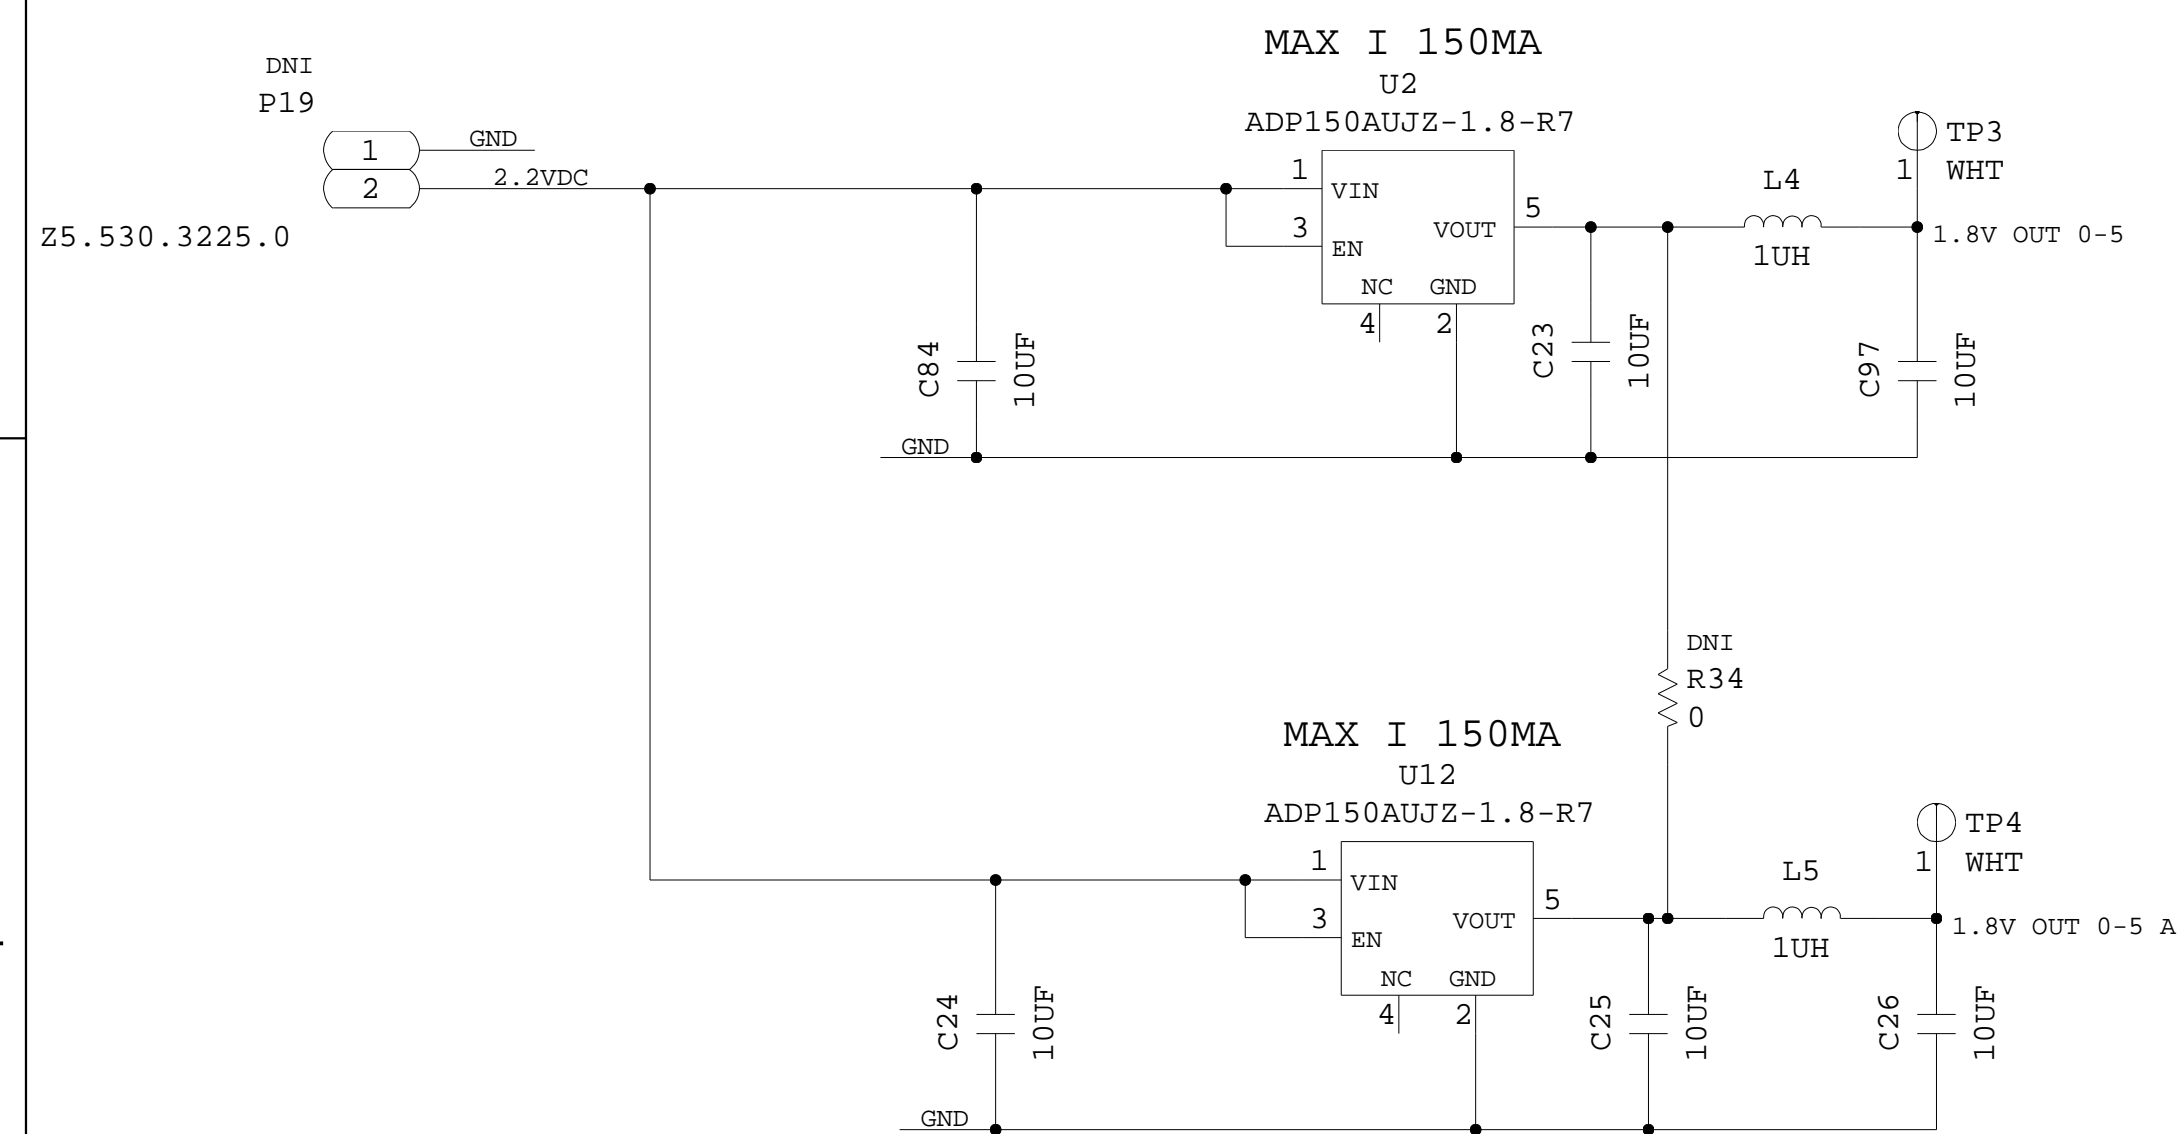 MAX I 150MA
DNI
U2
P19
ADP150AUJZ-1.8-R7
1
GND
2
2.2VDC
Z5.530.3225.0
1
VIN
3
EN
VOUT
5
NC
GND
4
2
L4
1UH
TP3
1
WHT
1.8V OUT 0-5
C84
10UF
C23
10UF
C97
10UF
GND
DNI
R34
0
MAX I 150MA
U12
ADP150AUJZ-1.8-R7
1
VIN
3
EN
VOUT
5
NC
GND
4
2
L5
1UH
TP4
1
WHT
1.8V OUT 0-5 A
C24
10UF
C25
10UF
C26
10UF
GND